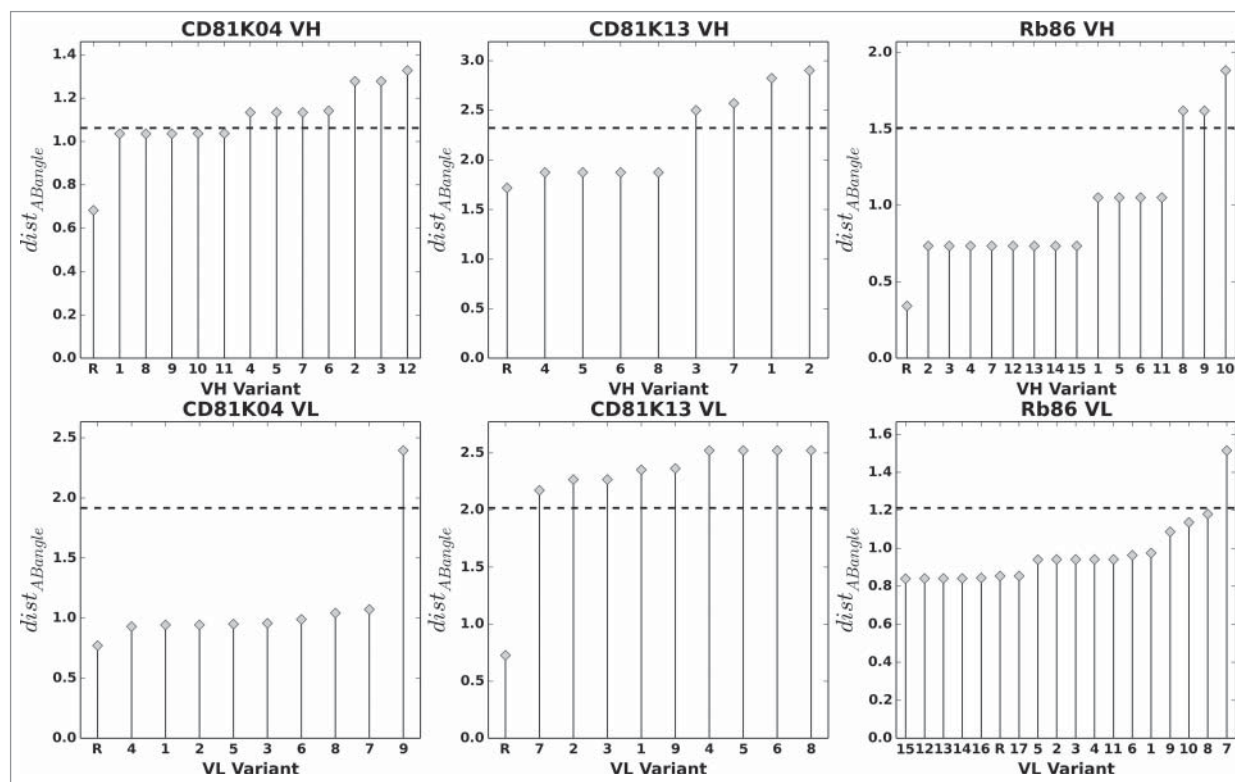 CD81K04 VH
CD81K13 VH
Rb86 VH
1.4
1.2
1.0
0.8
0.6
0.4
0.2
0.0
dist_ABangle
R 1 8 9 10 11 4 5 7 6 2 3 12
VH Variant
3.0
2.5
2.0
1.5
1.0
0.5
0.0
dist_ABangle
R 4 5 6 8 3 7 1 2
VH Variant
2.0
1.5
1.0
0.5
0.0
dist_ABangle
R 2 3 4 7 12 13 14 15 1 5 6 11 8 9 10
VH Variant
CD81K04 VL
CD81K13 VL
Rb86 VL
2.5
2.0
1.5
1.0
0.5
0.0
dist_ABangle
R 4 1 2 5 3 6 8 7 9
VL Variant
2.5
2.0
1.5
1.0
0.5
0.0
dist_ABangle
R 7 2 3 1 9 4 5 6 8
VL Variant
1.6
1.4
1.2
1.0
0.8
0.6
0.4
0.2
0.0
dist_ABangle
15 12 13 14 16 R 17 5 2 3 4 11 6 1 9 10 8 7
VL Variant